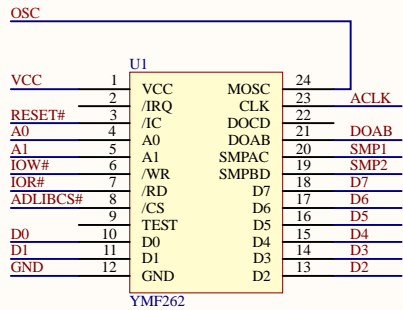 OSC
U1
VCC 1 VCC MOSC 24
2 /IRQ CLK 23 ACLK
RESET# 3 /IC DOCD 22
A0 4 A0 DOAB 21 DOAB
A1 5 A1 SMPAC 20 SMP1
IOW# 6 /WR SMPBD 19 SMP2
IOR# 7 /RD D7 18 D7
ADLIBCS# 8 /CS D6 17 D6
9 TEST D5 16 D5
D0 10 D0 D4 15 D4
D1 11 D1 D3 14 D3
GND 12 GND D2 13 D2
YMF262